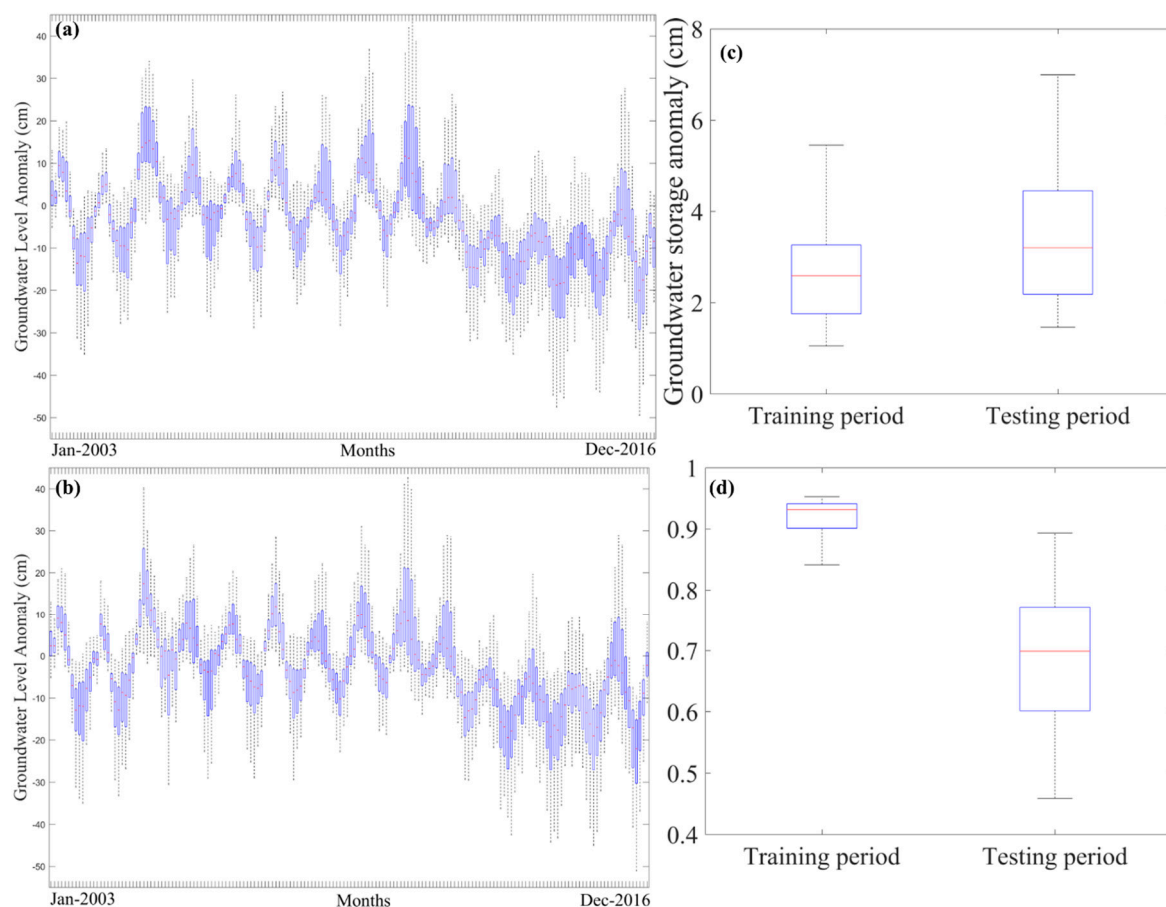 (a)
Groundwater Level Anomaly (cm)
40
30
20
10
0
-10
-20
-30
-40
-50
Jan-2003 Months Dec-2016
(b)
Groundwater Level Anomaly (cm)
40
30
20
10
0
-10
-20
-30
-40
-50
Jan-2003 Months Dec-2016
(c)
Groundwater storage anomaly (cm)
8
6
4
2
0
Training period Testing period
(d)
1
0.9
0.8
0.7
0.6
0.5
0.4
Training period Testing period